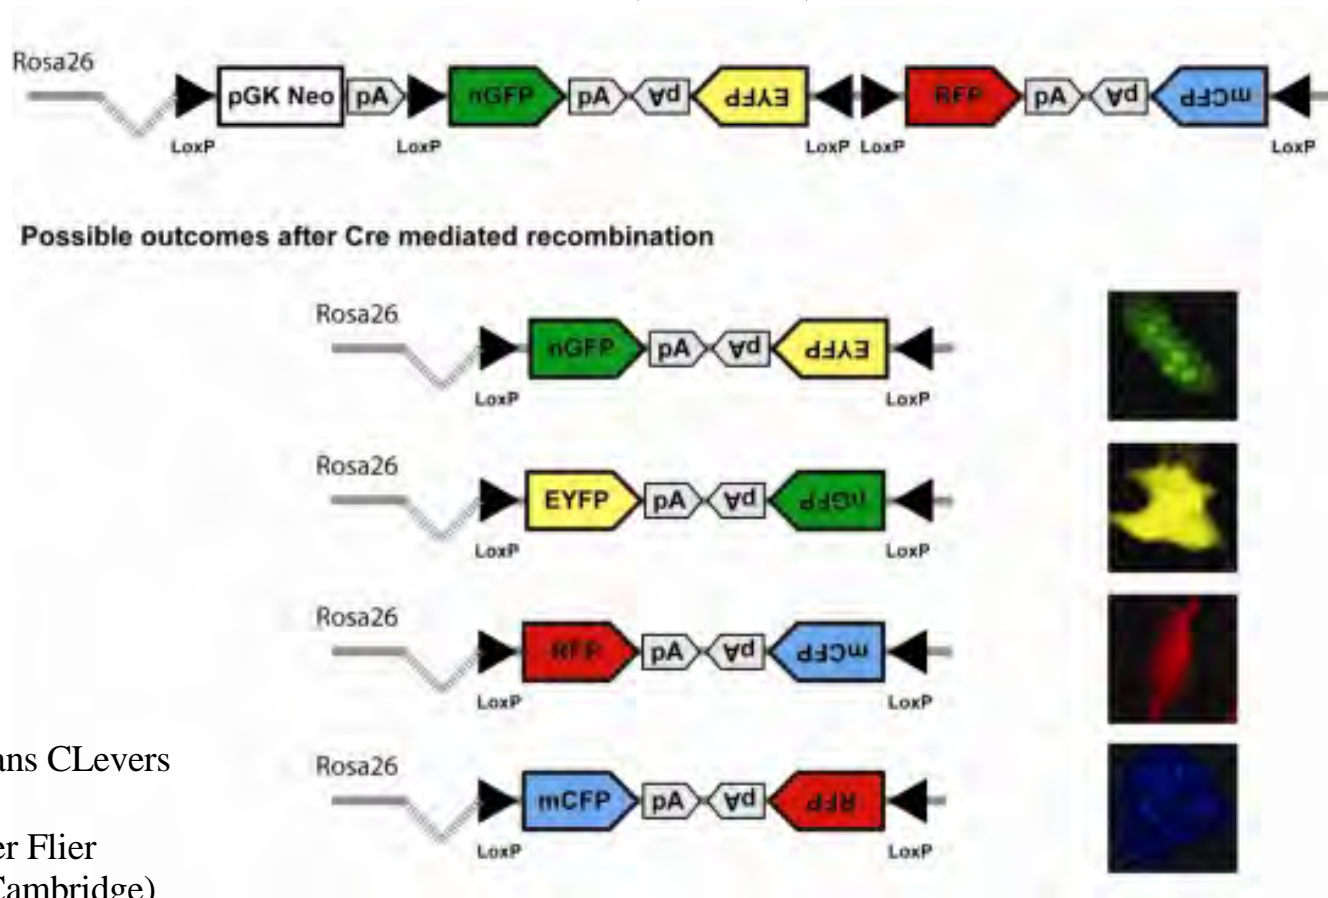 Rosa26
pGK Neo pA nGFP pA pA EYFP RFP pA pA mCFP
LoxP LoxP LoxP LoxP LoxP
Possible outcomes after Cre mediated recombination
Rosa26
nGFP pA pA EYFP
LoxP LoxP
Rosa26
EYFP pA pA nGFP
LoxP LoxP
Rosa26
RFP pA pA mCFP
LoxP LoxP
Rosa26
mCFP pA pA RFP
LoxP LoxP
ans CLevers
er Flier
Cambridge)